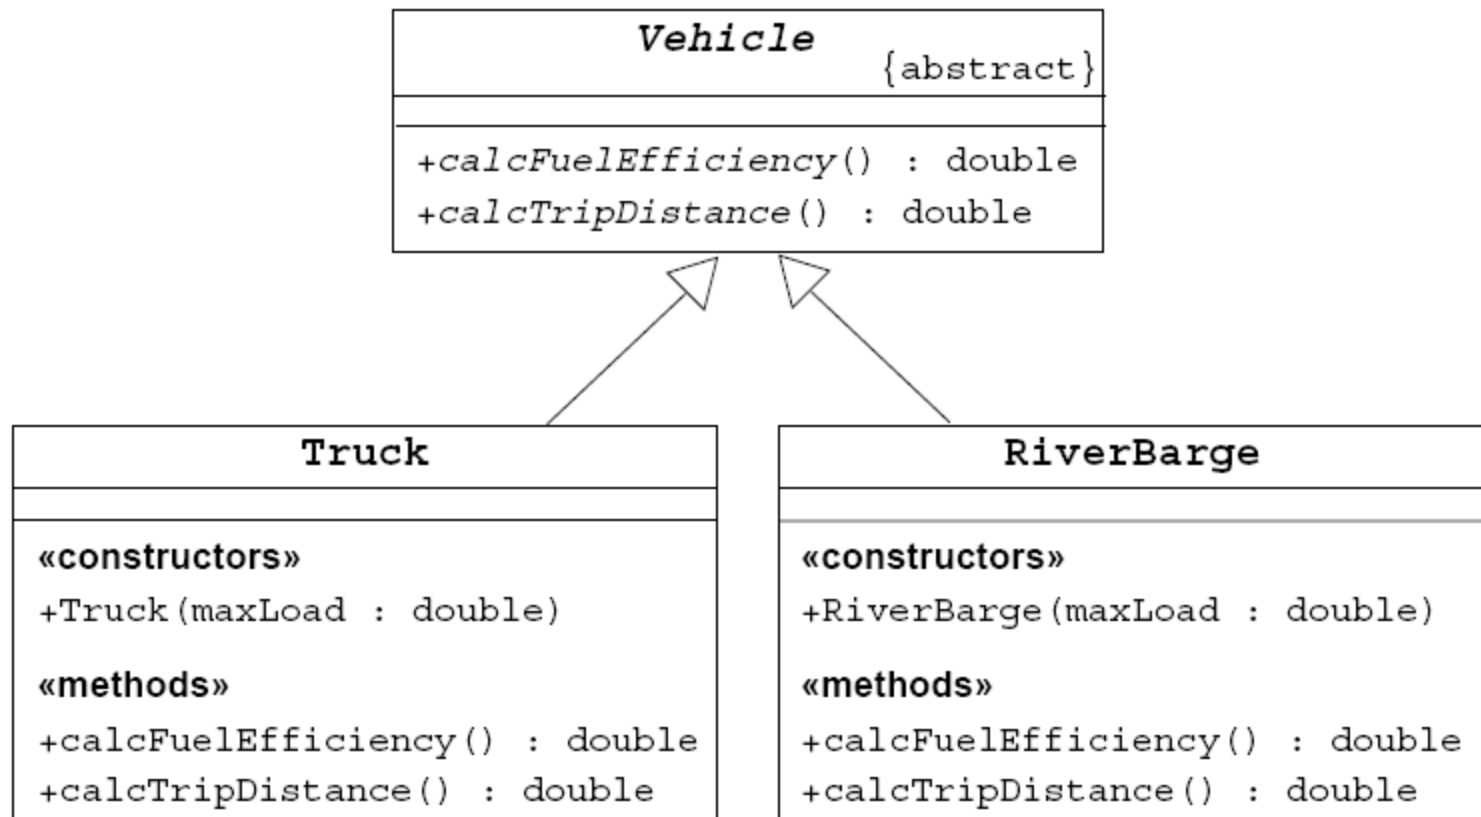 Vehicle
{abstract}
+calcFuelEfficiency() : double
+calcTripDistance() : double
Truck
«constructors»
+Truck(maxLoad : double)
«methods»
+calcFuelEfficiency() : double
+calcTripDistance() : double
RiverBarge
«constructors»
+RiverBarge(maxLoad : double)
«methods»
+calcFuelEfficiency() : double
+calcTripDistance() : double